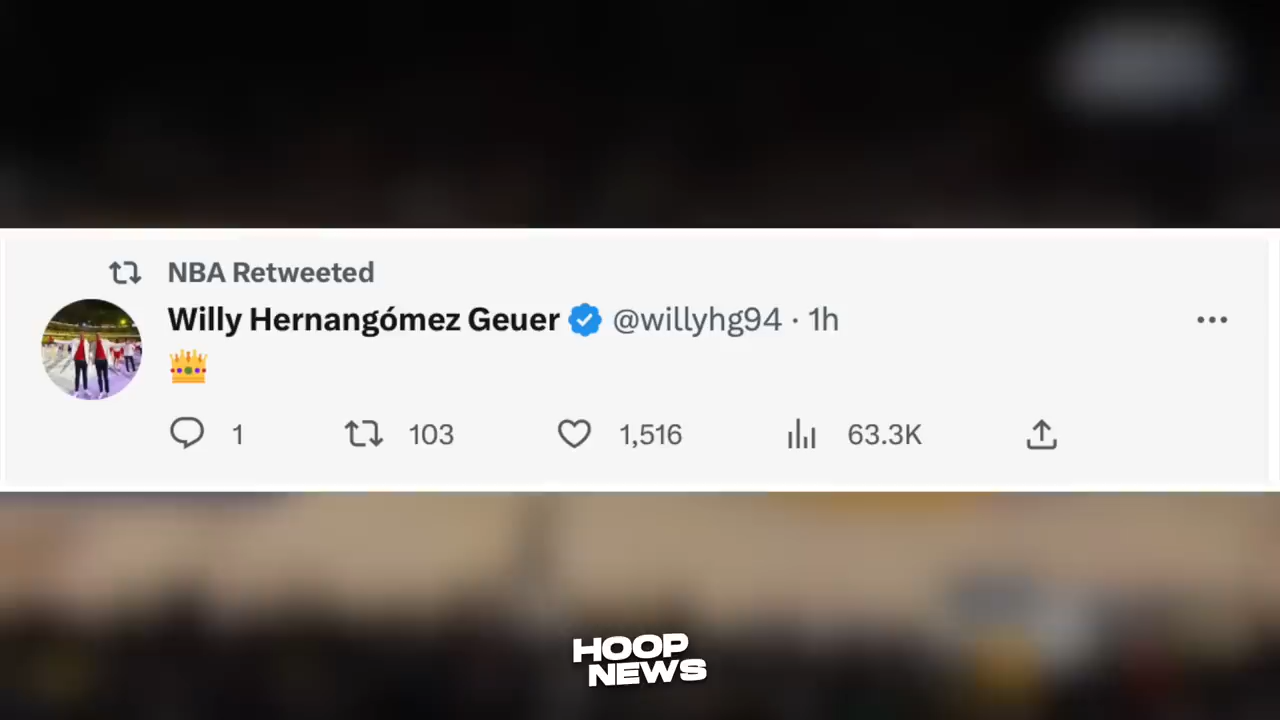 NBA Retweeted
Willy Hernangómez Geuer @willyhg94 · 1h
👑
1 103 1,516 63.3K
HOOP
NEWS